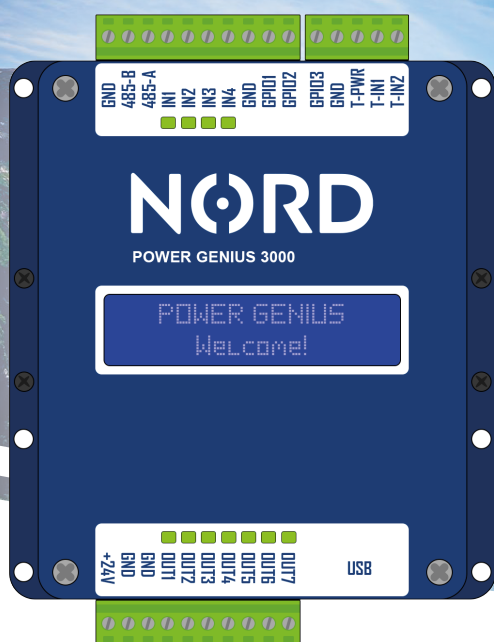 GND 485-B 485-A IN1 IN2 IN3 IN4 GND GPIO1 GPIO2 GPIO3 GND T-PWR T-IN1 T-IN2
NORD
POWER GENIUS 3000
POWER GENIUS
Welcome!
+24V GND GND OUT1 OUT2 OUT3 OUT4 OUT5 OUT6 OUT7 USB